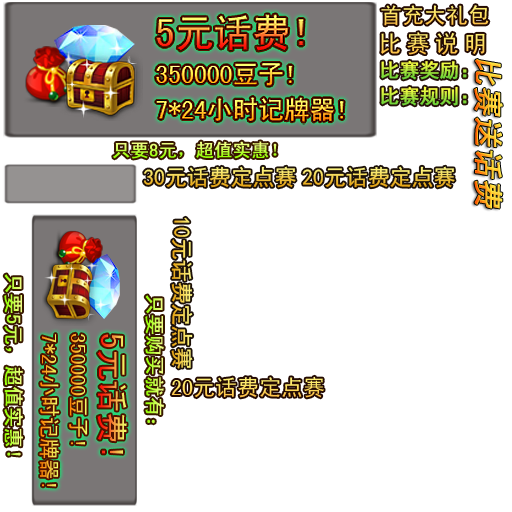 5元话费！
350000豆子！
7*24小时记牌器！
首充大礼包
比赛说明
比赛奖励：
比赛规则：
比赛送话费
只要8元，超值实惠！
30元话费定点赛
20元话费定点赛
10元话费定点赛
只要购买就有：
20元话费定点赛
5元话费！
350000豆子！
7*24小时记牌器！
只要5元，超值实惠！